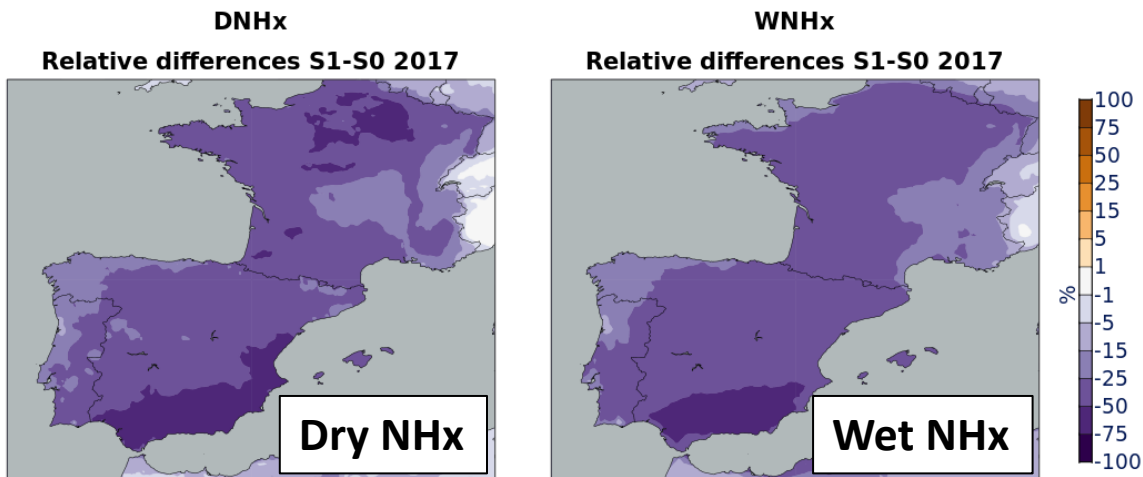 DNHx
Relative differences S1-S0 2017
Dry NHx
WNHx
Relative differences S1-S0 2017
Wet NHx
%
100
75
50
25
15
5
1
-1
-5
-15
-25
-50
-75
-100